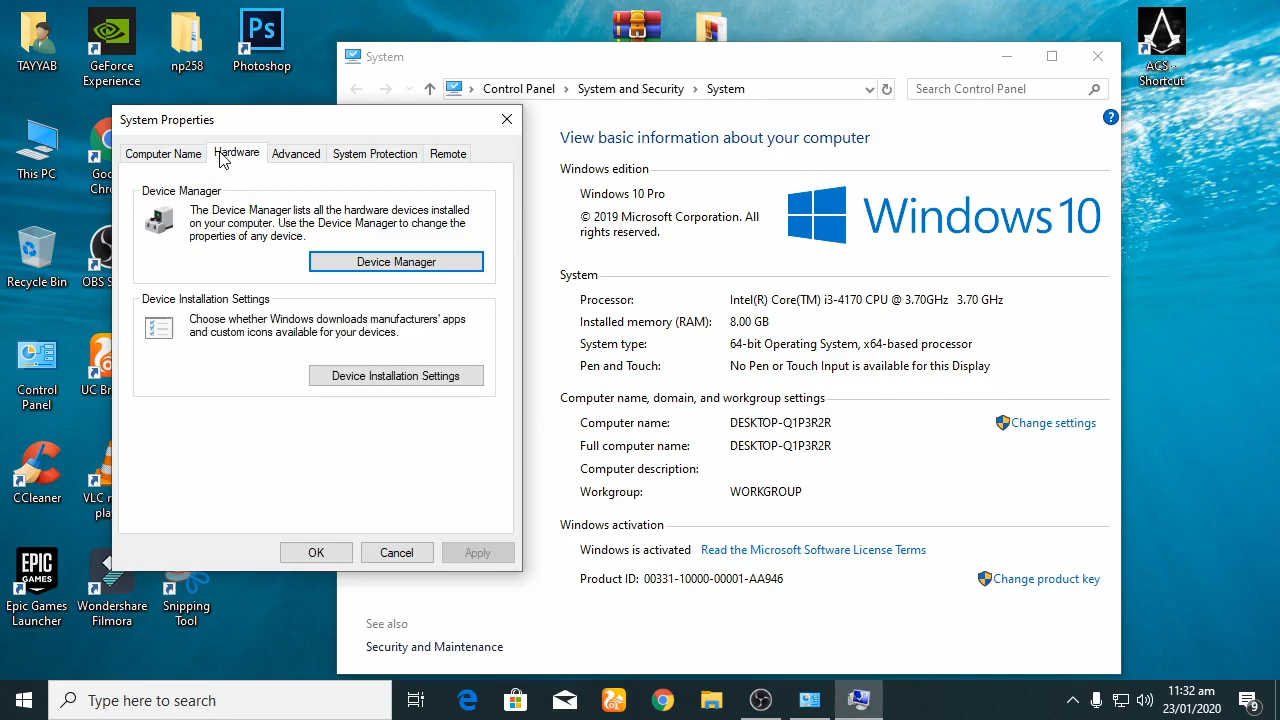 TAYYAB
GeForce
Experience
np258
Ps
Photoshop
ACS -
Shortcut
This PC
Recycle Bin
OBS S
Control
Panel
UC Br
CCleaner
EPIC
GAMES
Epic Games
Launcher
Wondershare
Filmora
Snipping
Tool
System
Control Panel
System and Security
System
Search Control Panel
?
System Properties
Computer Name
Hardware
Advanced
System Protection
Remote
Device Manager
The Device Manager lists all the hardware devices installed
on your computer. Use the Device Manager to change the
properties of any device.
Device Manager
Device Installation Settings
Choose whether Windows downloads manufacturers' apps
and custom icons available for your devices.
Device Installation Settings
OK
Cancel
Apply
View basic information about your computer
Windows edition
Windows 10 Pro
© 2019 Microsoft Corporation. All
rights reserved.
Windows 10
System
Processor: Intel(R) Core(TM) i3-4170 CPU @ 3.70GHz 3.70 GHz
Installed memory (RAM): 8.00 GB
System type: 64-bit Operating System, x64-based processor
Pen and Touch: No Pen or Touch Input is available for this Display
Computer name, domain, and workgroup settings
Computer name: DESKTOP-Q1P3R2R
Change settings
Full computer name: DESKTOP-Q1P3R2R
Computer description:
Workgroup: WORKGROUP
Windows activation
Windows is activated Read the Microsoft Software License Terms
Product ID: 00331-10000-00001-AA946
Change product key
See also
Security and Maintenance
Type here to search
11:32 am
23/01/2020
9